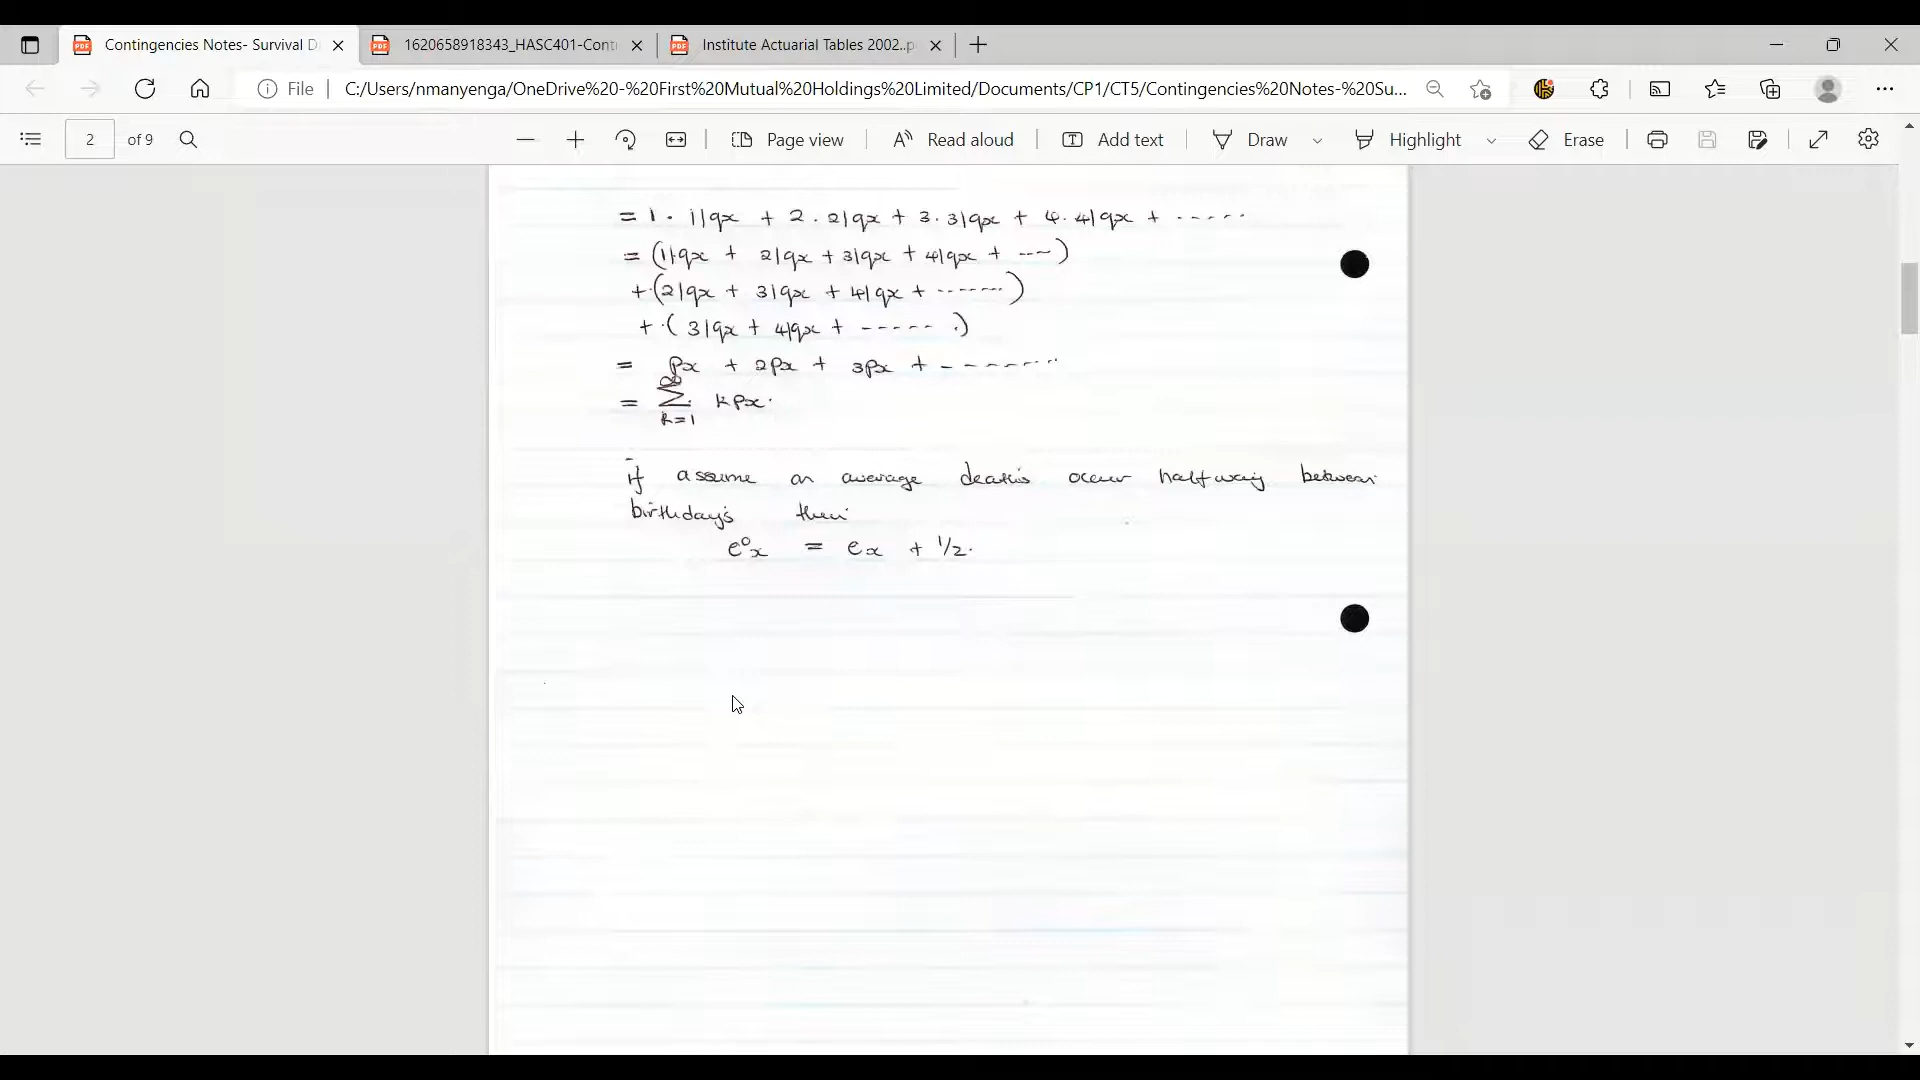 Contingencies Notes- Survival D
1620658918343_HASC401-Cont
Institute Actuarial Tables 2002..p
File
C:/Users/nmanyenga/OneDrive%20-%20First%20Mutual%20Holdings%20Limited/Documents/CP1/CT5/Contingencies%20Notes-%20Su...
2 of 9
Page view
Read aloud
Add text
Draw
Highlight
Erase
= 1. 1|qx + 2. 2|qx + 3. 3|qx + 4. 4|qx + ......
= (1|qx + 2|qx + 3|qx + 4|qx + ---)
+ (2|qx + 3|qx + 4|qx + -------)
+ ( 3|qx + 4|qx + ----- )
= px + 2px + 3px + --------
= ∞ Σ k=1 kpx.
if assume on average deaths occur halfway between
birthdays then
e°x = ex + 1/2.